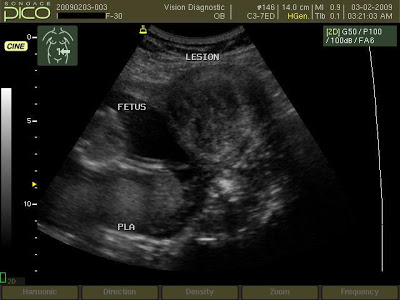 SONOACE
PICO
20090203-003
F-30
Vision Diagnostic
OB
#146
C3-7ED
14.0 cm
HGen.
MI 0.9
TIb 0.1
03-02-2009
03:21:03 AM
CINE
[2D] G50 / P100
/ 100dB / FA6
0
5
10
LESION
FETUS
PLA
2D
Harmonic
Direction
Density
Zoom
Frequency